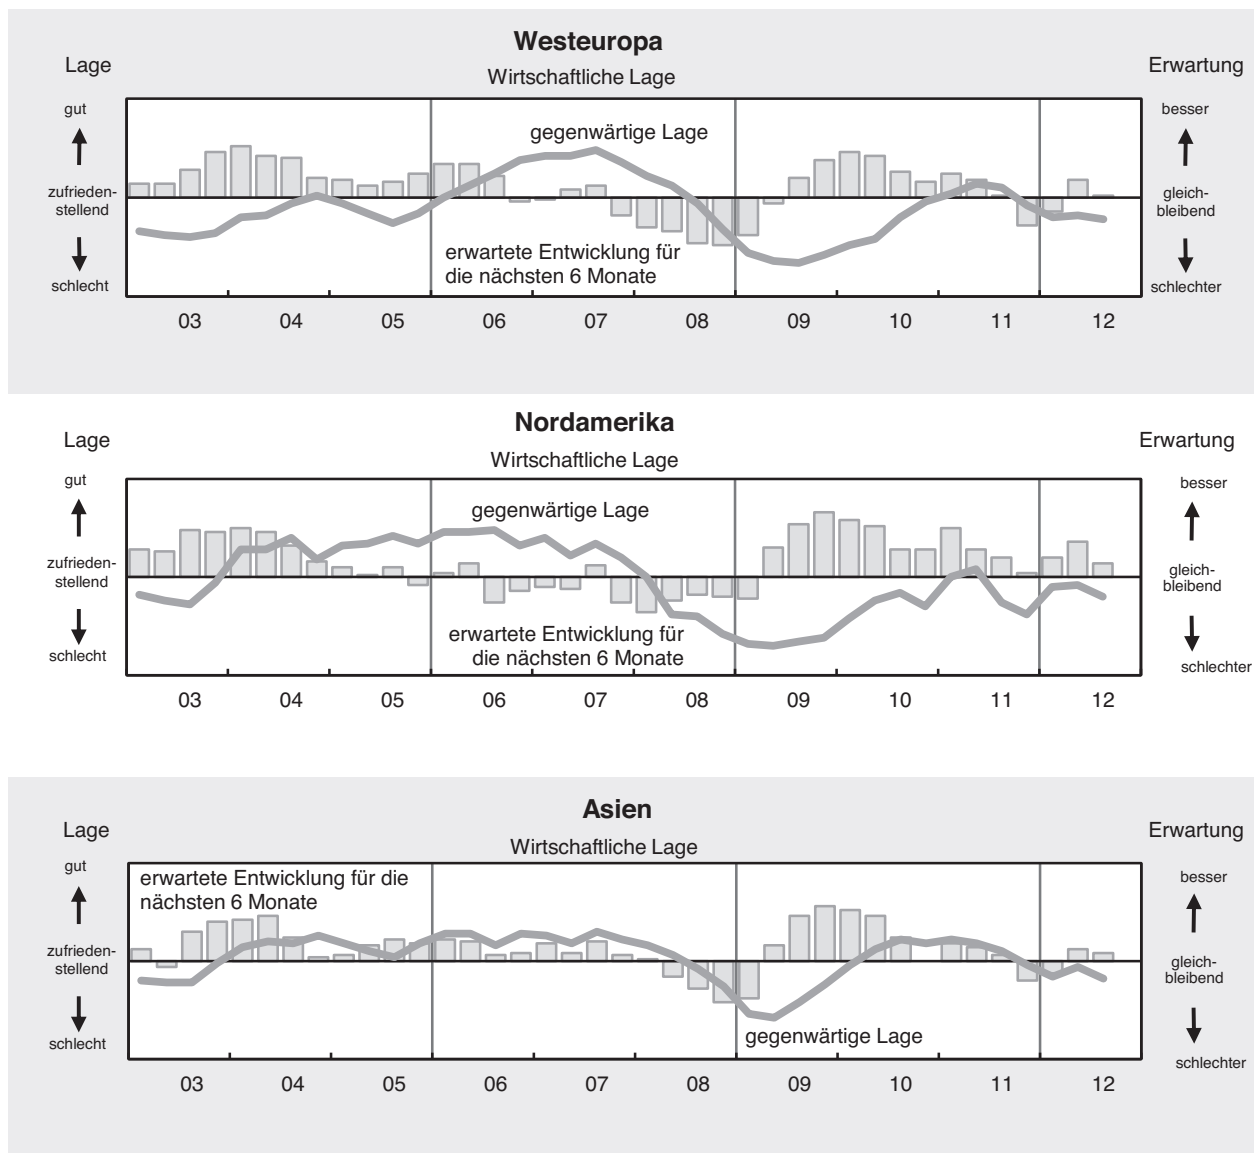 Westeuropa
Lage
Wirtschaftliche Lage
Erwartung
gut
besser
gegenwärtige Lage
zufrieden-
stellend
gleich-
bleibend
erwartete Entwicklung für
die nächsten 6 Monate
schlecht
schlechter
03 04 05 06 07 08 09 10 11 12
Nordamerika
Lage
Wirtschaftliche Lage
Erwartung
gut
besser
gegenwärtige Lage
zufrieden-
stellend
gleich-
bleibend
erwartete Entwicklung für
die nächsten 6 Monate
schlecht
schlechter
03 04 05 06 07 08 09 10 11 12
Asien
Lage
Wirtschaftliche Lage
Erwartung
gut
besser
erwartete Entwicklung für die
nächsten 6 Monate
zufrieden-
stellend
gleich-
bleibend
gegenwärtige Lage
schlecht
schlechter
03 04 05 06 07 08 09 10 11 12